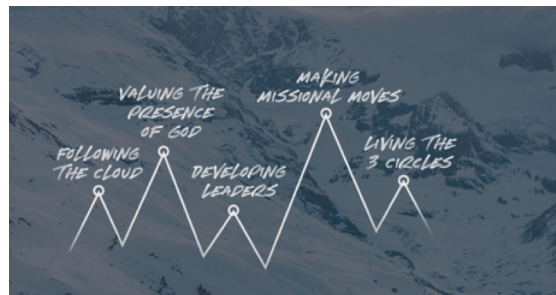 FOLLOWING
THE CLOUD
VALUING THE
PRESENCE
OF GOD
DEVELOPING
LEADERS
MAKING
MISSIONAL MOVES
LIVING THE
3 CIRCLES